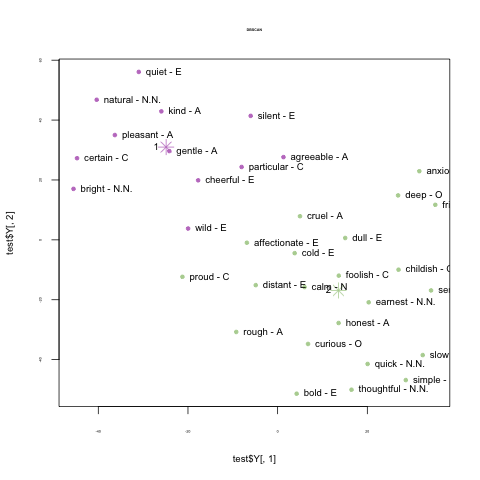 DBSCAN
quiet - E
natural - N.N.
kind - A
silent - E
pleasant - A
1
gentle - A
certain - C
agreeable - A
particular - C
anxio
cheerful - E
bright - N.N.
deep - O
fri
cruel - A
wild - E
dull - E
affectionate - E
cold - E
childish - C
foolish - C
proud - C
distant - E
calm - N
2
ser
earnest - N.N.
honest - A
rough - A
curious - O
slow
quick - N.N.
simple -
thoughtful - N.N.
bold - E
test$Y[, 2]
0
test$Y[, 1]